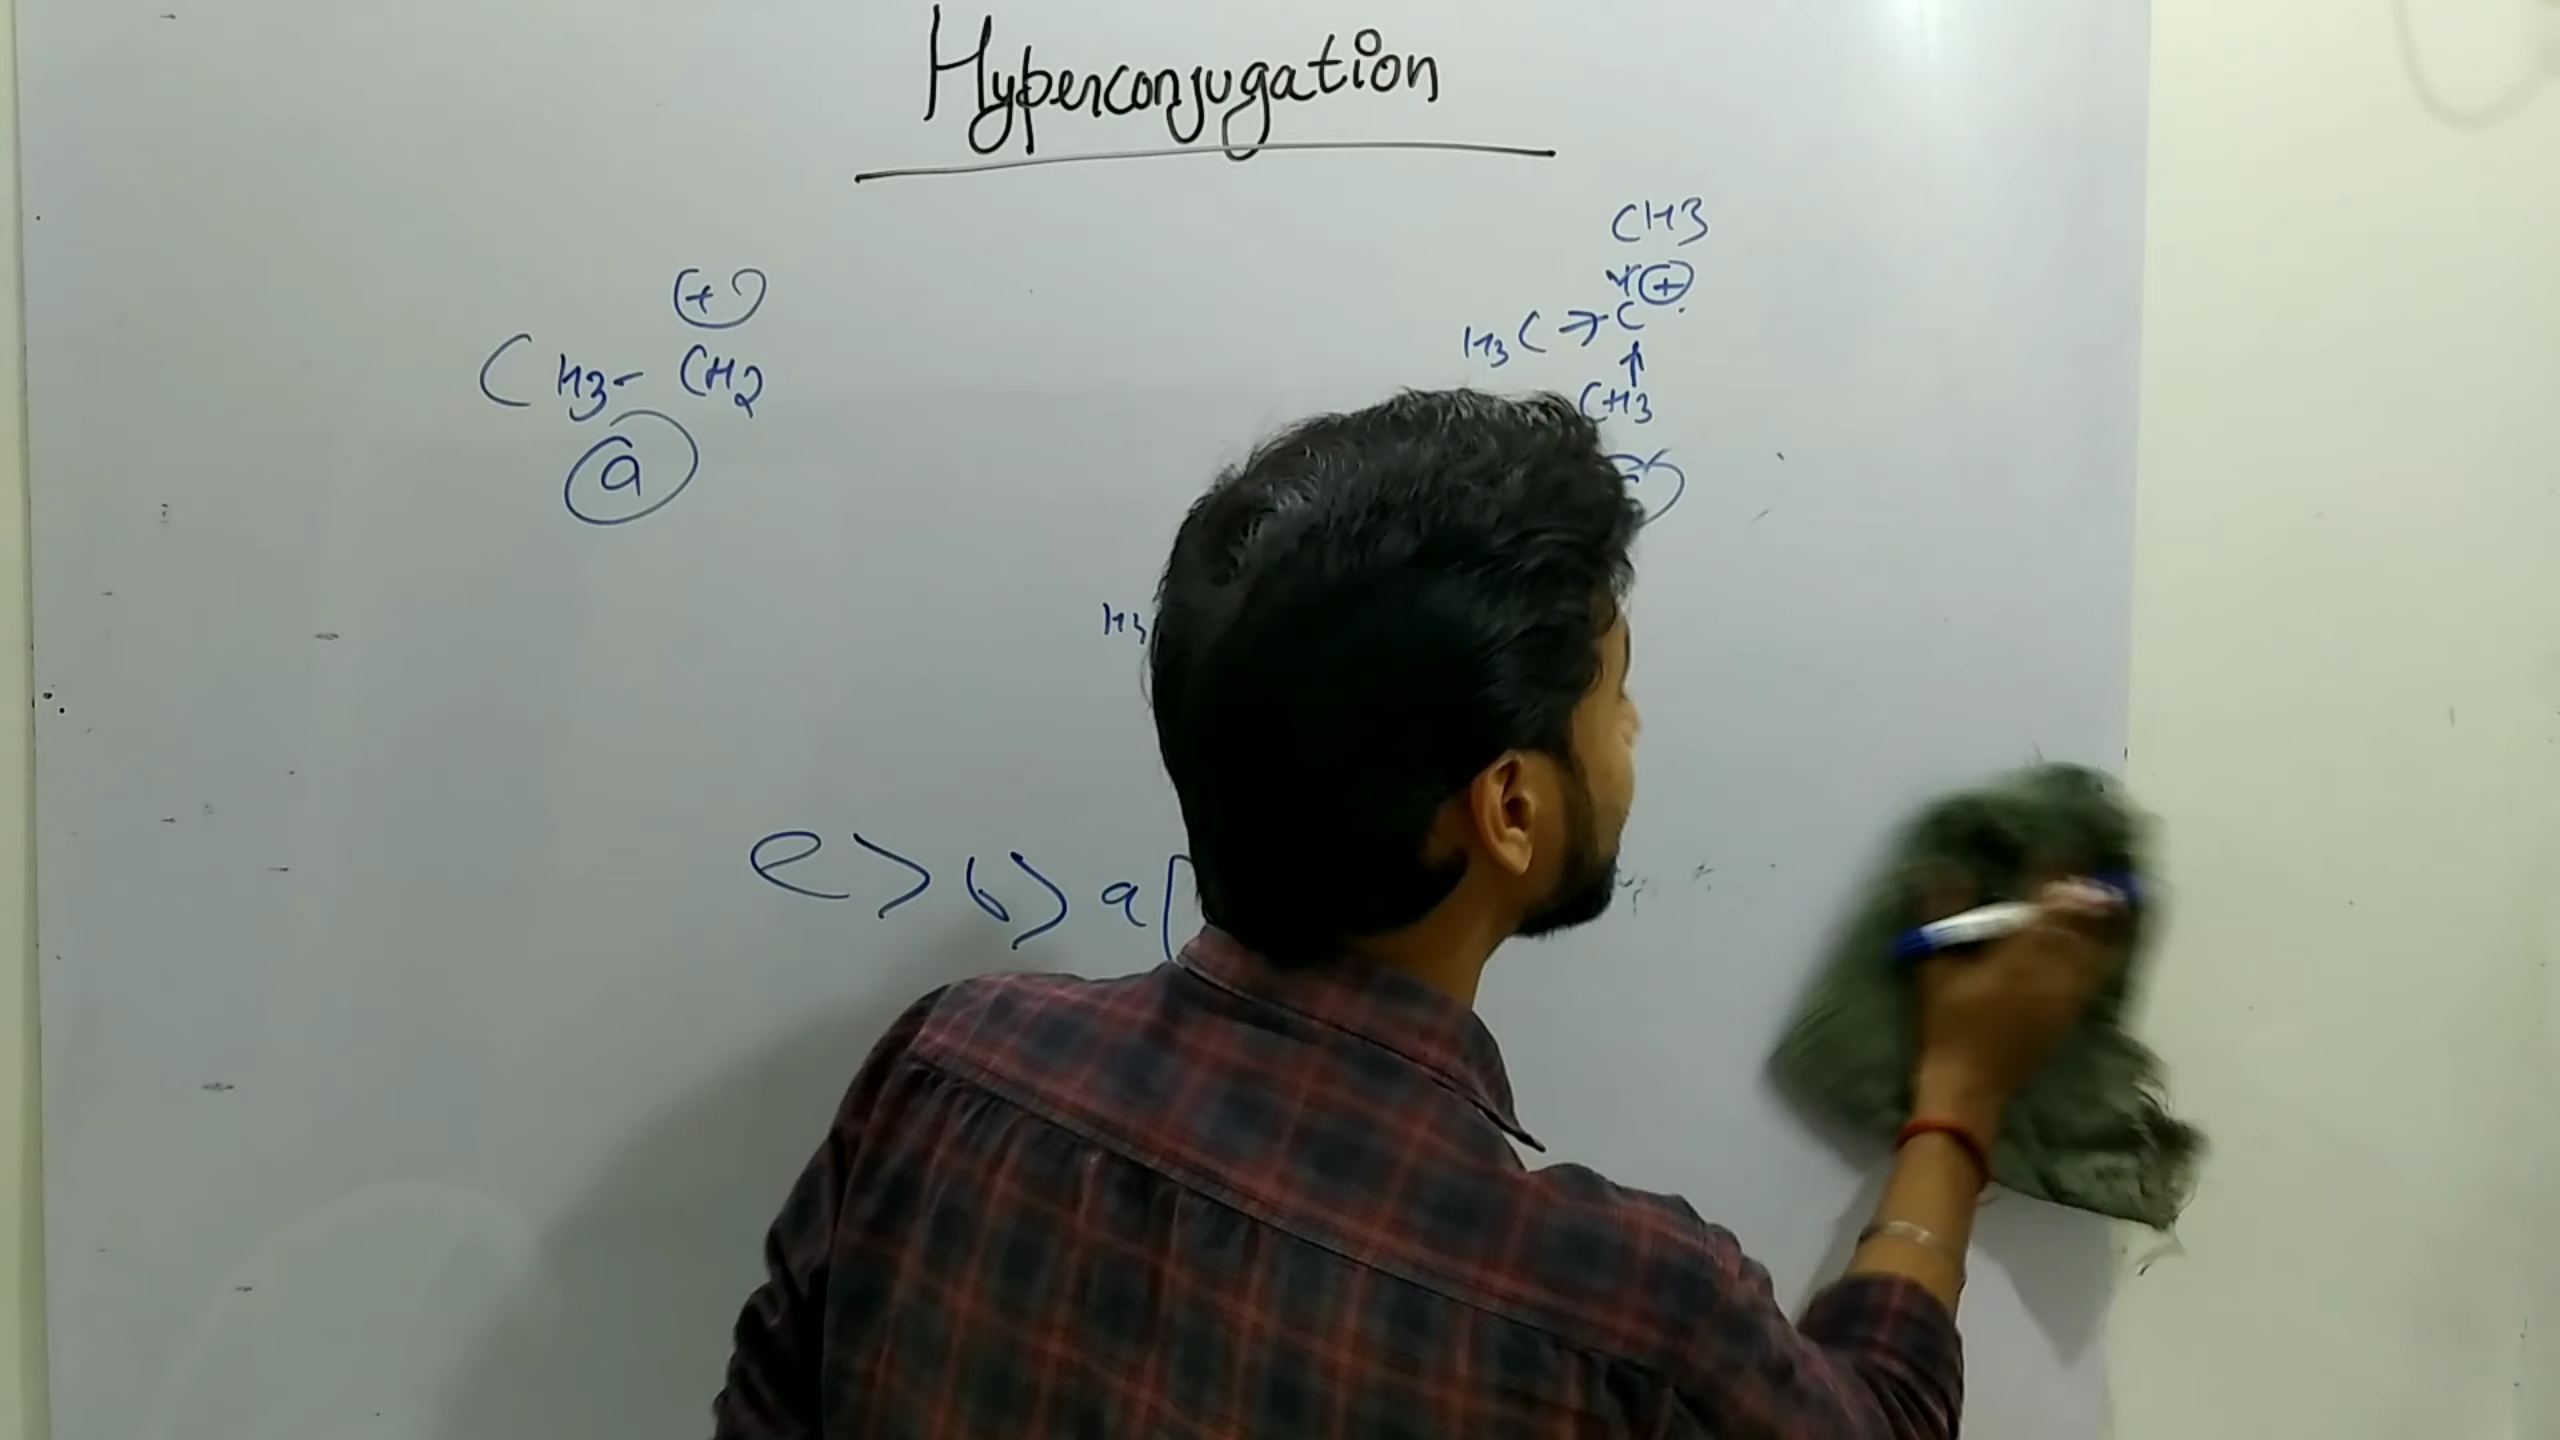 Hyperconjugation
CH3
+
+
H3C → C
CH3 - CH2
↑
CH3
a
H3
e > b > a